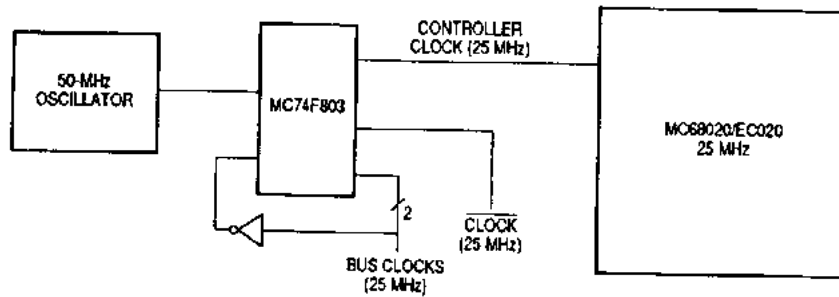 CONTROLLER
CLOCK (25 MHz)
50-MHz
OSCILLATOR
MC74F803
MC68020/EC020
25 MHz
2
CLOCK
(25 MHz)
BUS CLOCKS
(25 MHz)